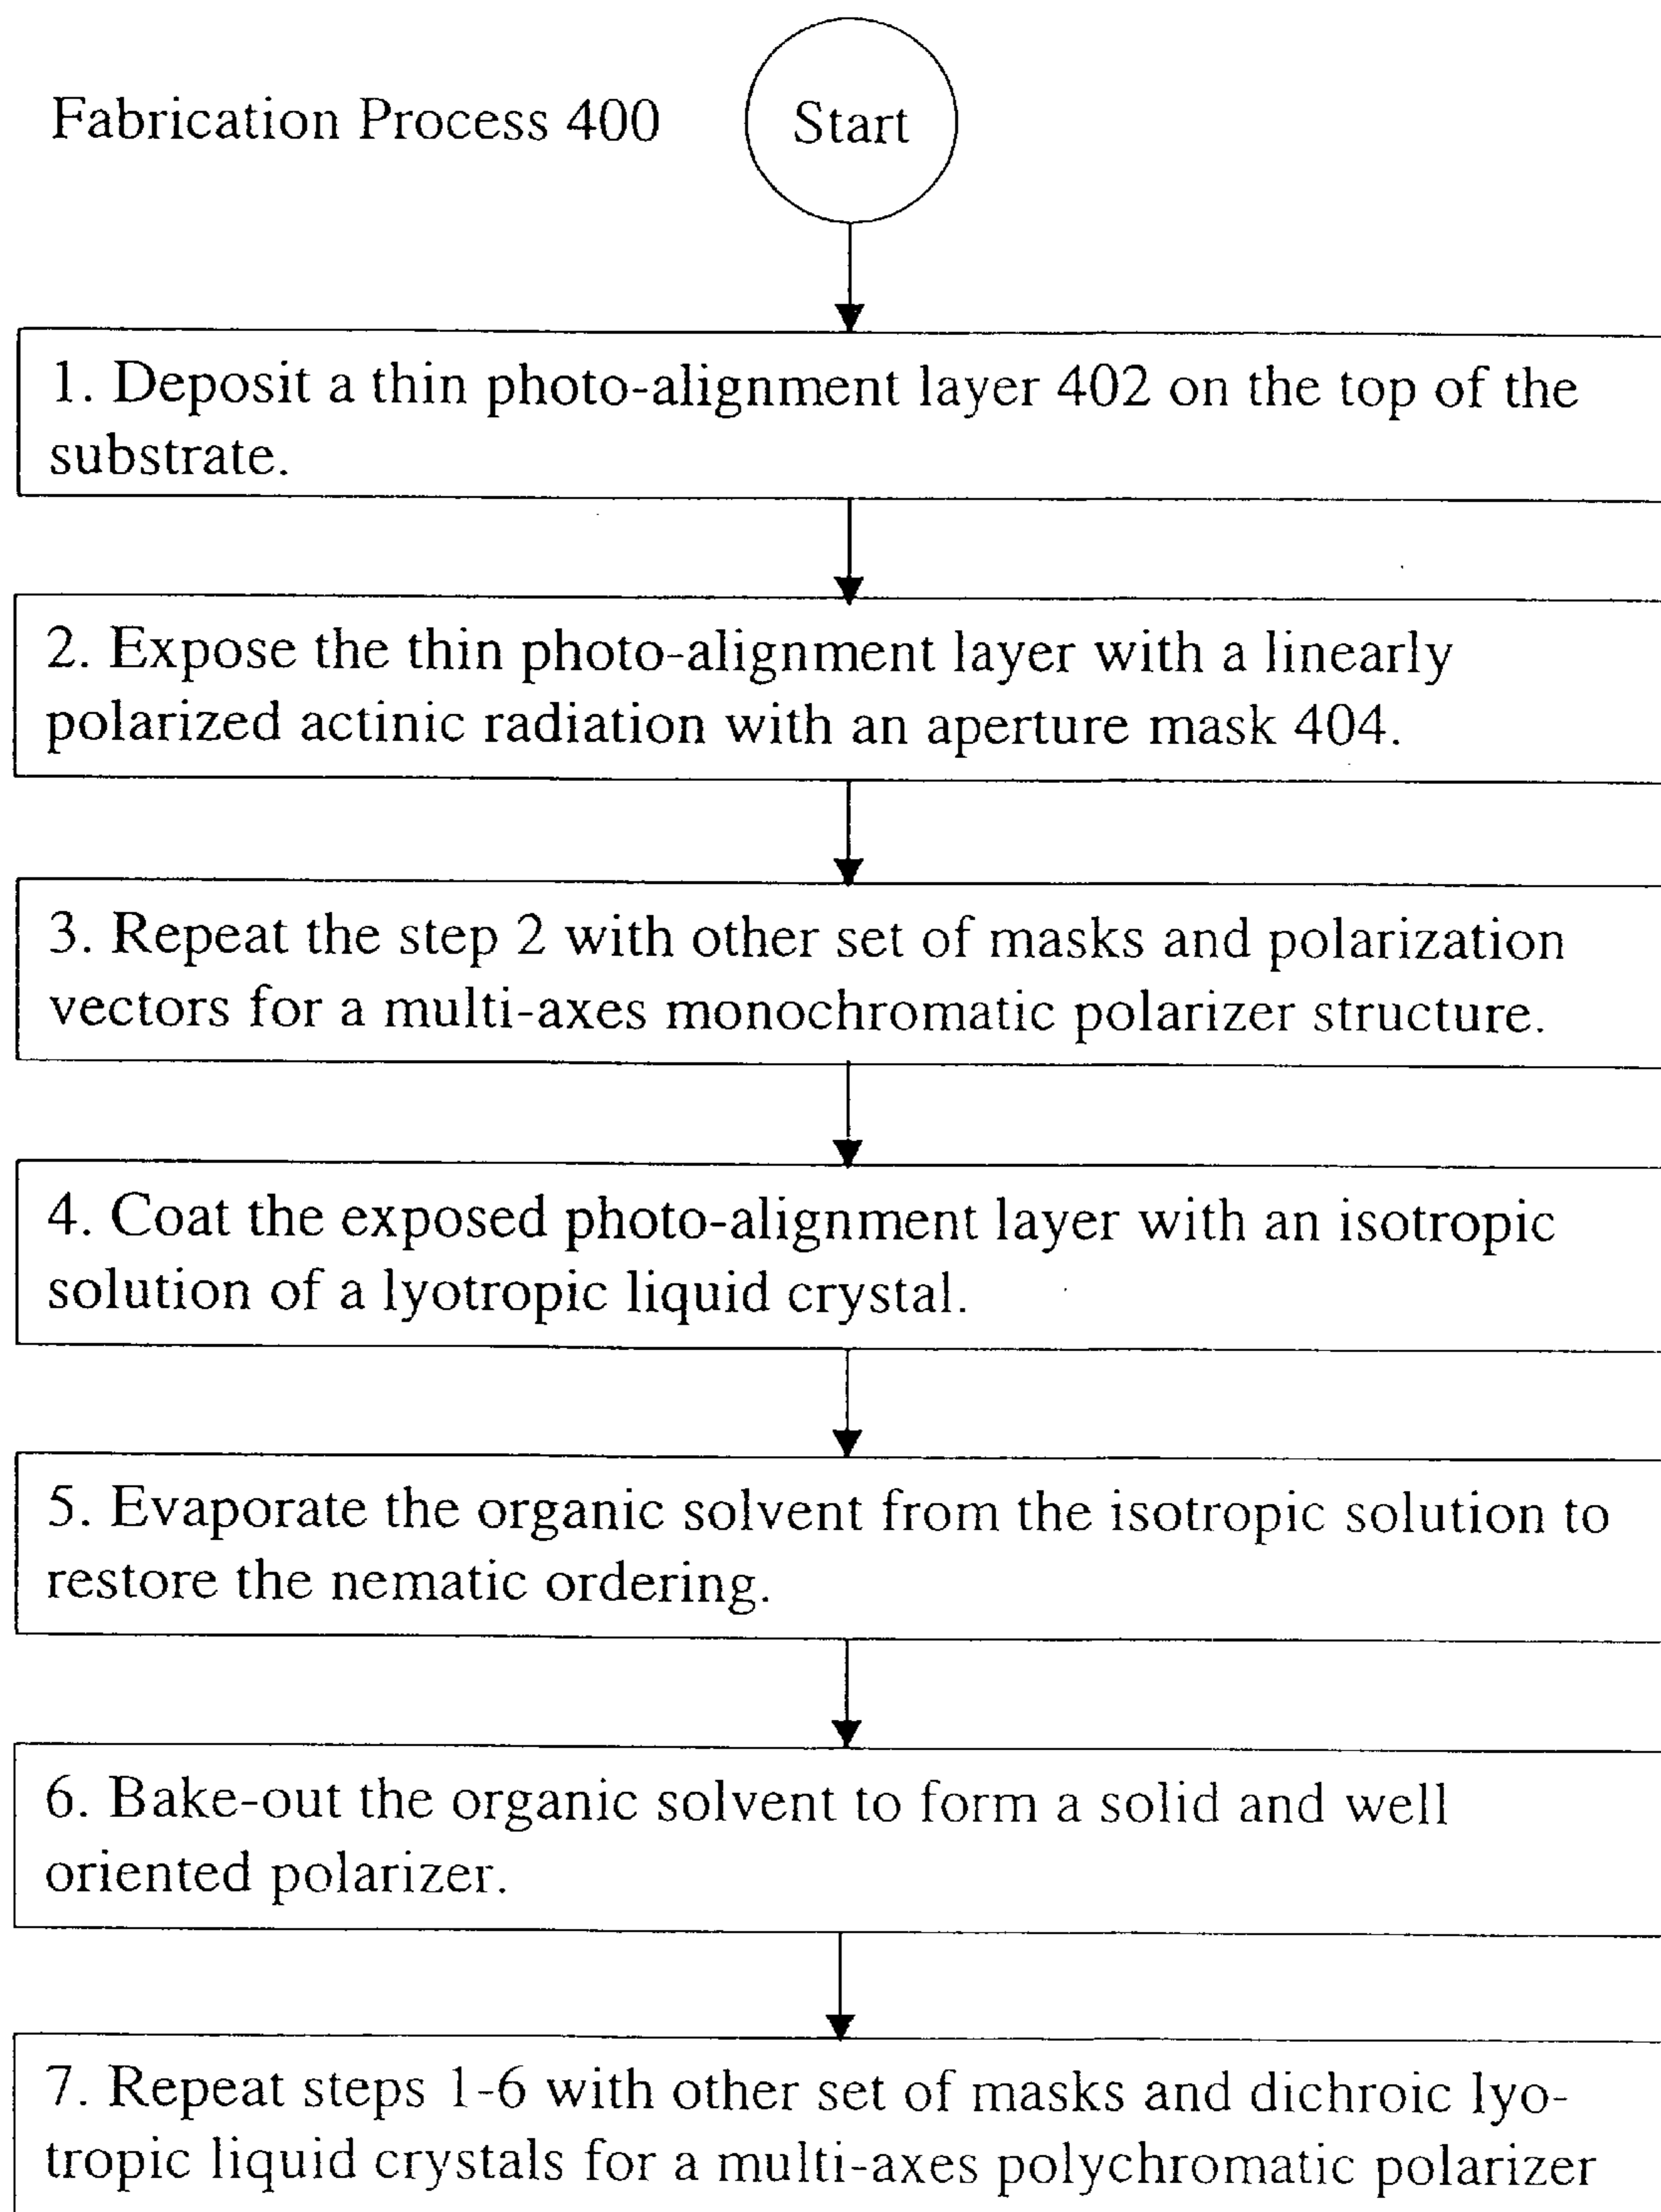 Fabrication Process 400
Start
1. Deposit a thin photo-alignment layer 402 on the top of the
substrate.
2. Expose the thin photo-alignment layer with a linearly
polarized actinic radiation with an aperture mask 404.
3. Repeat the step 2 with other set of masks and polarization
vectors for a multi-axes monochromatic polarizer structure.
4. Coat the exposed photo-alignment layer with an isotropic
solution of a lyotropic liquid crystal.
5. Evaporate the organic solvent from the isotropic solution to
restore the nematic ordering.
6. Bake-out the organic solvent to form a solid and well
oriented polarizer.
7. Repeat steps 1-6 with other set of masks and dichroic lyo-
tropic liquid crystals for a multi-axes polychromatic polarizer